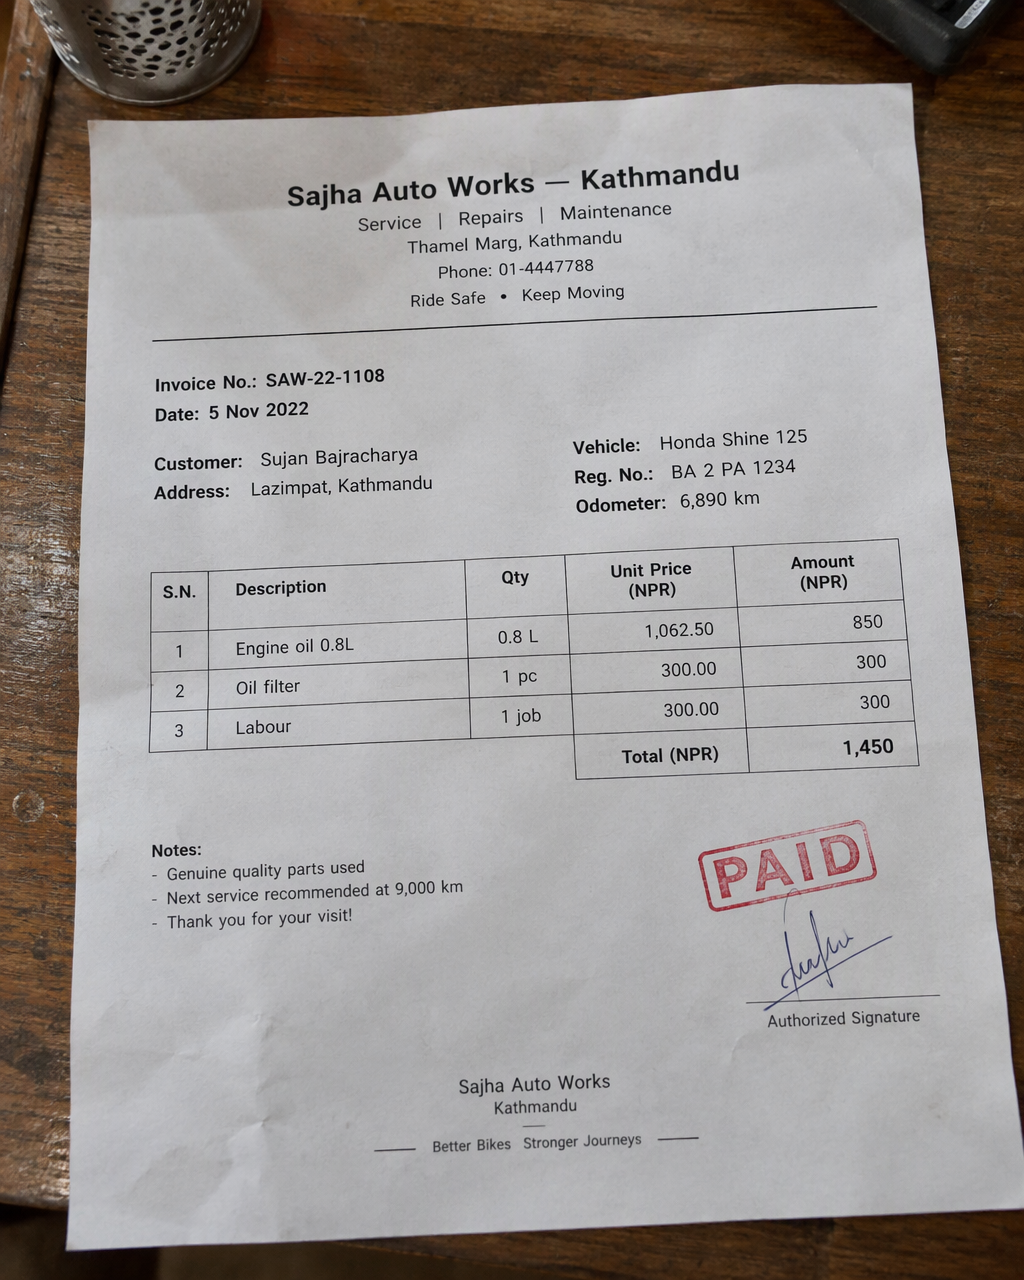 Sajha Auto Works — Kathmandu
Service | Repairs | Maintenance
Thamel Marg, Kathmandu
Phone: 01-4447788
Ride Safe • Keep Moving
Invoice No.: SAW-22-1108
Date: 5 Nov 2022
Customer: Sujan Bajracharya
Address: Lazimpat, Kathmandu
Vehicle: Honda Shine 125
Reg. No.: BA 2 PA 1234
Odometer: 6,890 km
S.N. Description Qty Unit Price (NPR) Amount (NPR)
1 Engine oil 0.8L 0.8 L 1,062.50 850
2 Oil filter 1 pc 300.00 300
3 Labour 1 job 300.00 300
Total (NPR) 1,450
Notes:
- Genuine quality parts used
- Next service recommended at 9,000 km
- Thank you for your visit!
PAID
Authorized Signature
Sajha Auto Works
Kathmandu
Better Bikes Stronger Journeys